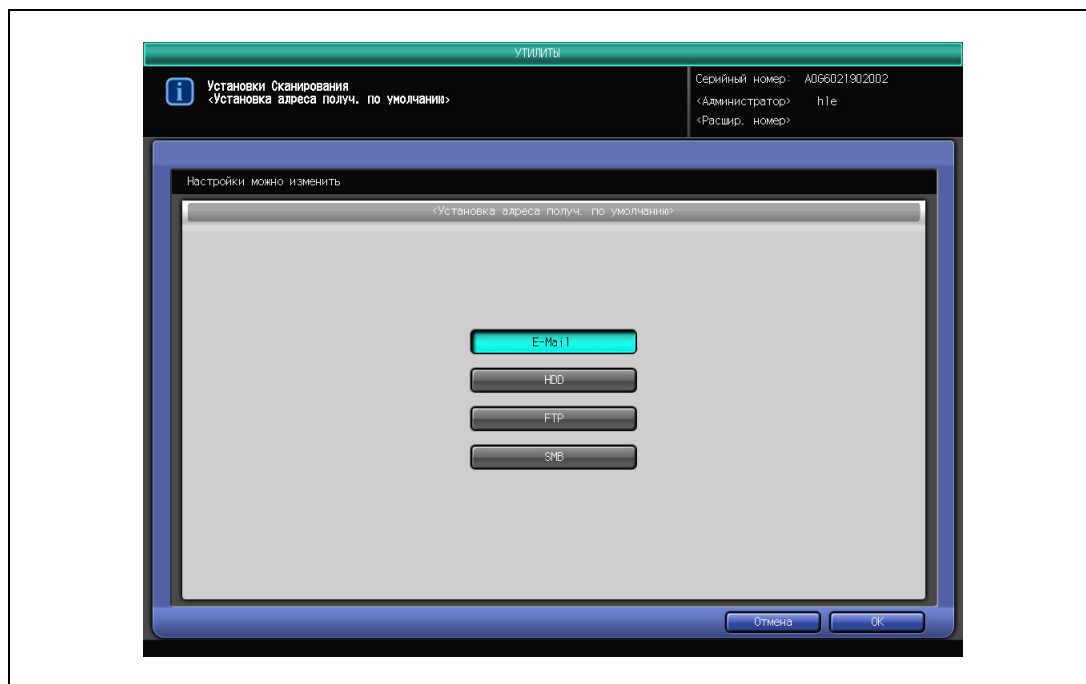 УТИЛИТЫ
Установки Сканирования
<Установка адреса получ. по умолчанию>
Серийный номер: A0G6021902002
<Администратор> hle
<Расшир. номер>
Настройки можно изменить
<Установка адреса получ. по умолчанию>
E-Mail
HDD
FTP
SMB
Отмена
OK